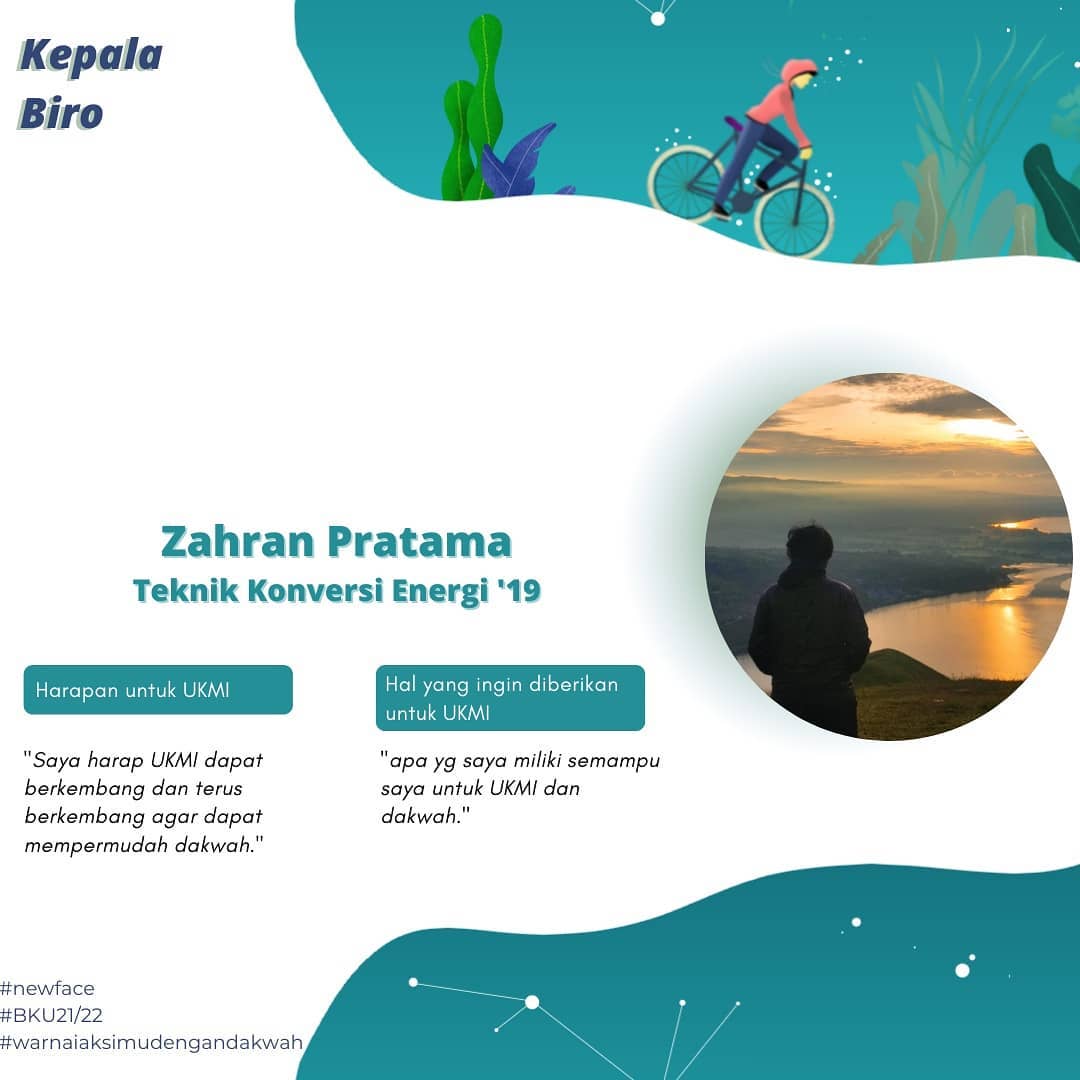 Kepala
Biro
Zahran Pratama
Teknik Konversi Energi '19
Harapan untuk UKMI
"Saya harap UKMI dapat
berkembang dan terus
berkembang agar dapat
mempermudah dakwah."
Hal yang ingin diberikan
untuk UKMI
"apa yg saya miliki semampu
saya untuk UKMI dan
dakwah."
#newface
#BKU21/22
#warnaiaksimudengandakwah